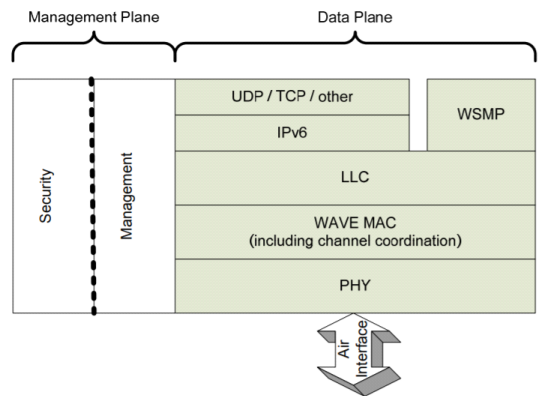 Management Plane
Data Plane
Security
Management
UDP / TCP / other
IPv6
WSMP
LLC
WAVE MAC
(including channel coordination)
PHY
Air
Interface